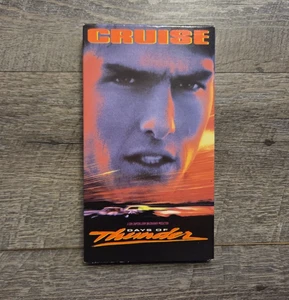 CRUISE
DAYS OF
Thunder